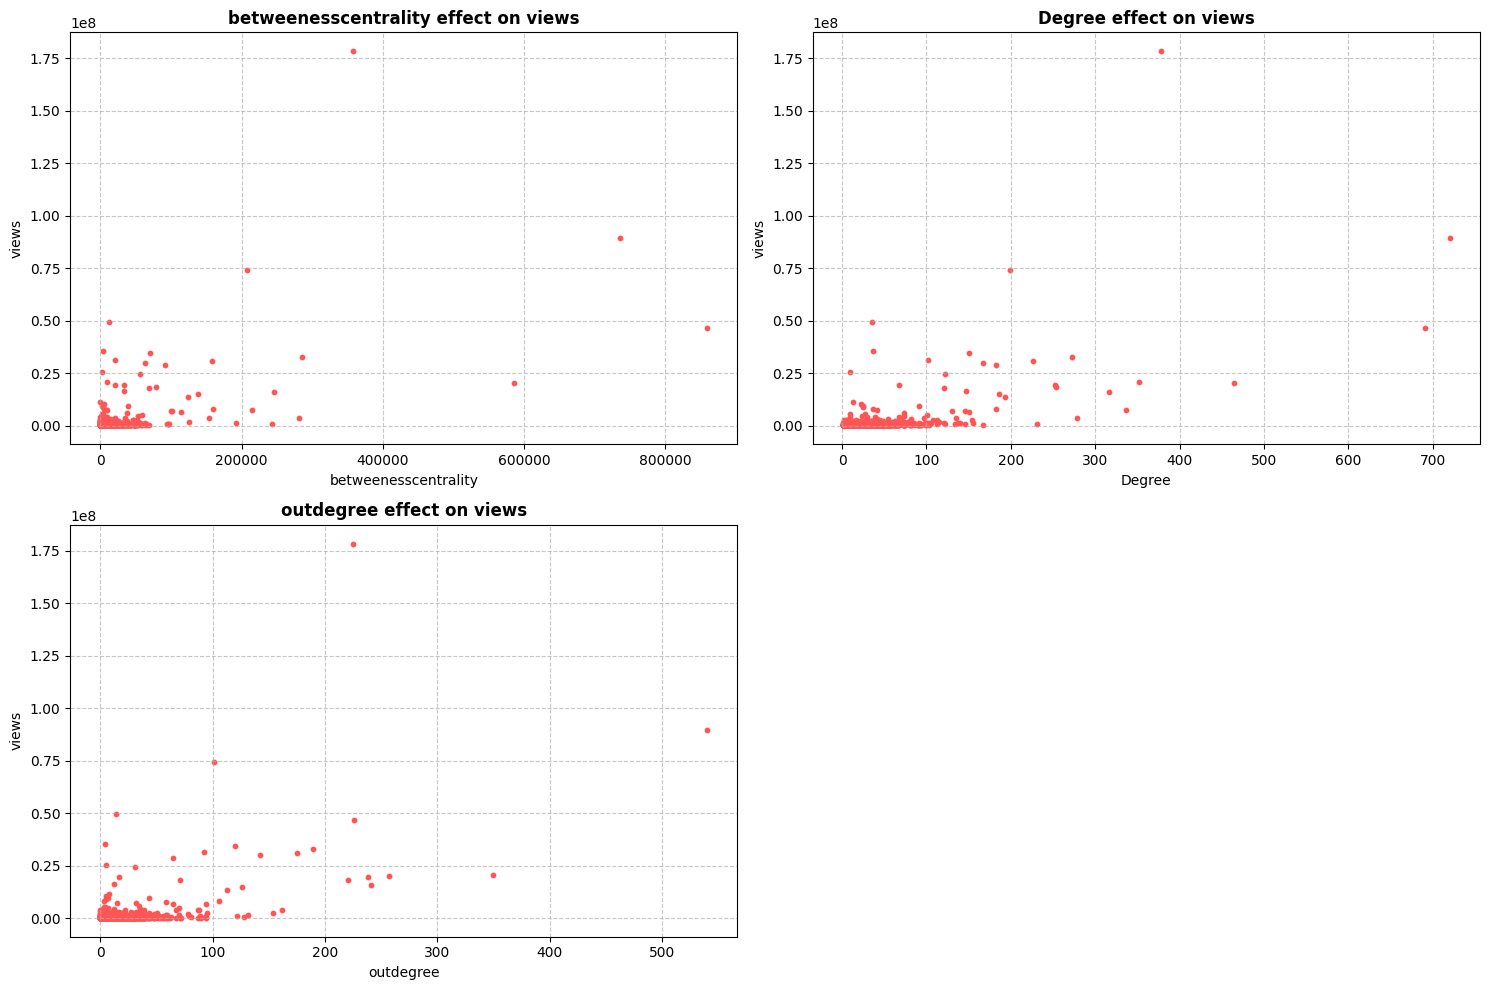 betweenesscentrality effect on views
1e8
1.75
1.50
1.25
1.00
0.75
0.50
0.25
0.00
views
0 200000 400000 600000 800000
betweenesscentrality
Degree effect on views
1e8
1.75
1.50
1.25
1.00
0.75
0.50
0.25
0.00
views
0 100 200 300 400 500 600 700
Degree
outdegree effect on views
1e8
1.75
1.50
1.25
1.00
0.75
0.50
0.25
0.00
views
0 100 200 300 400 500
outdegree